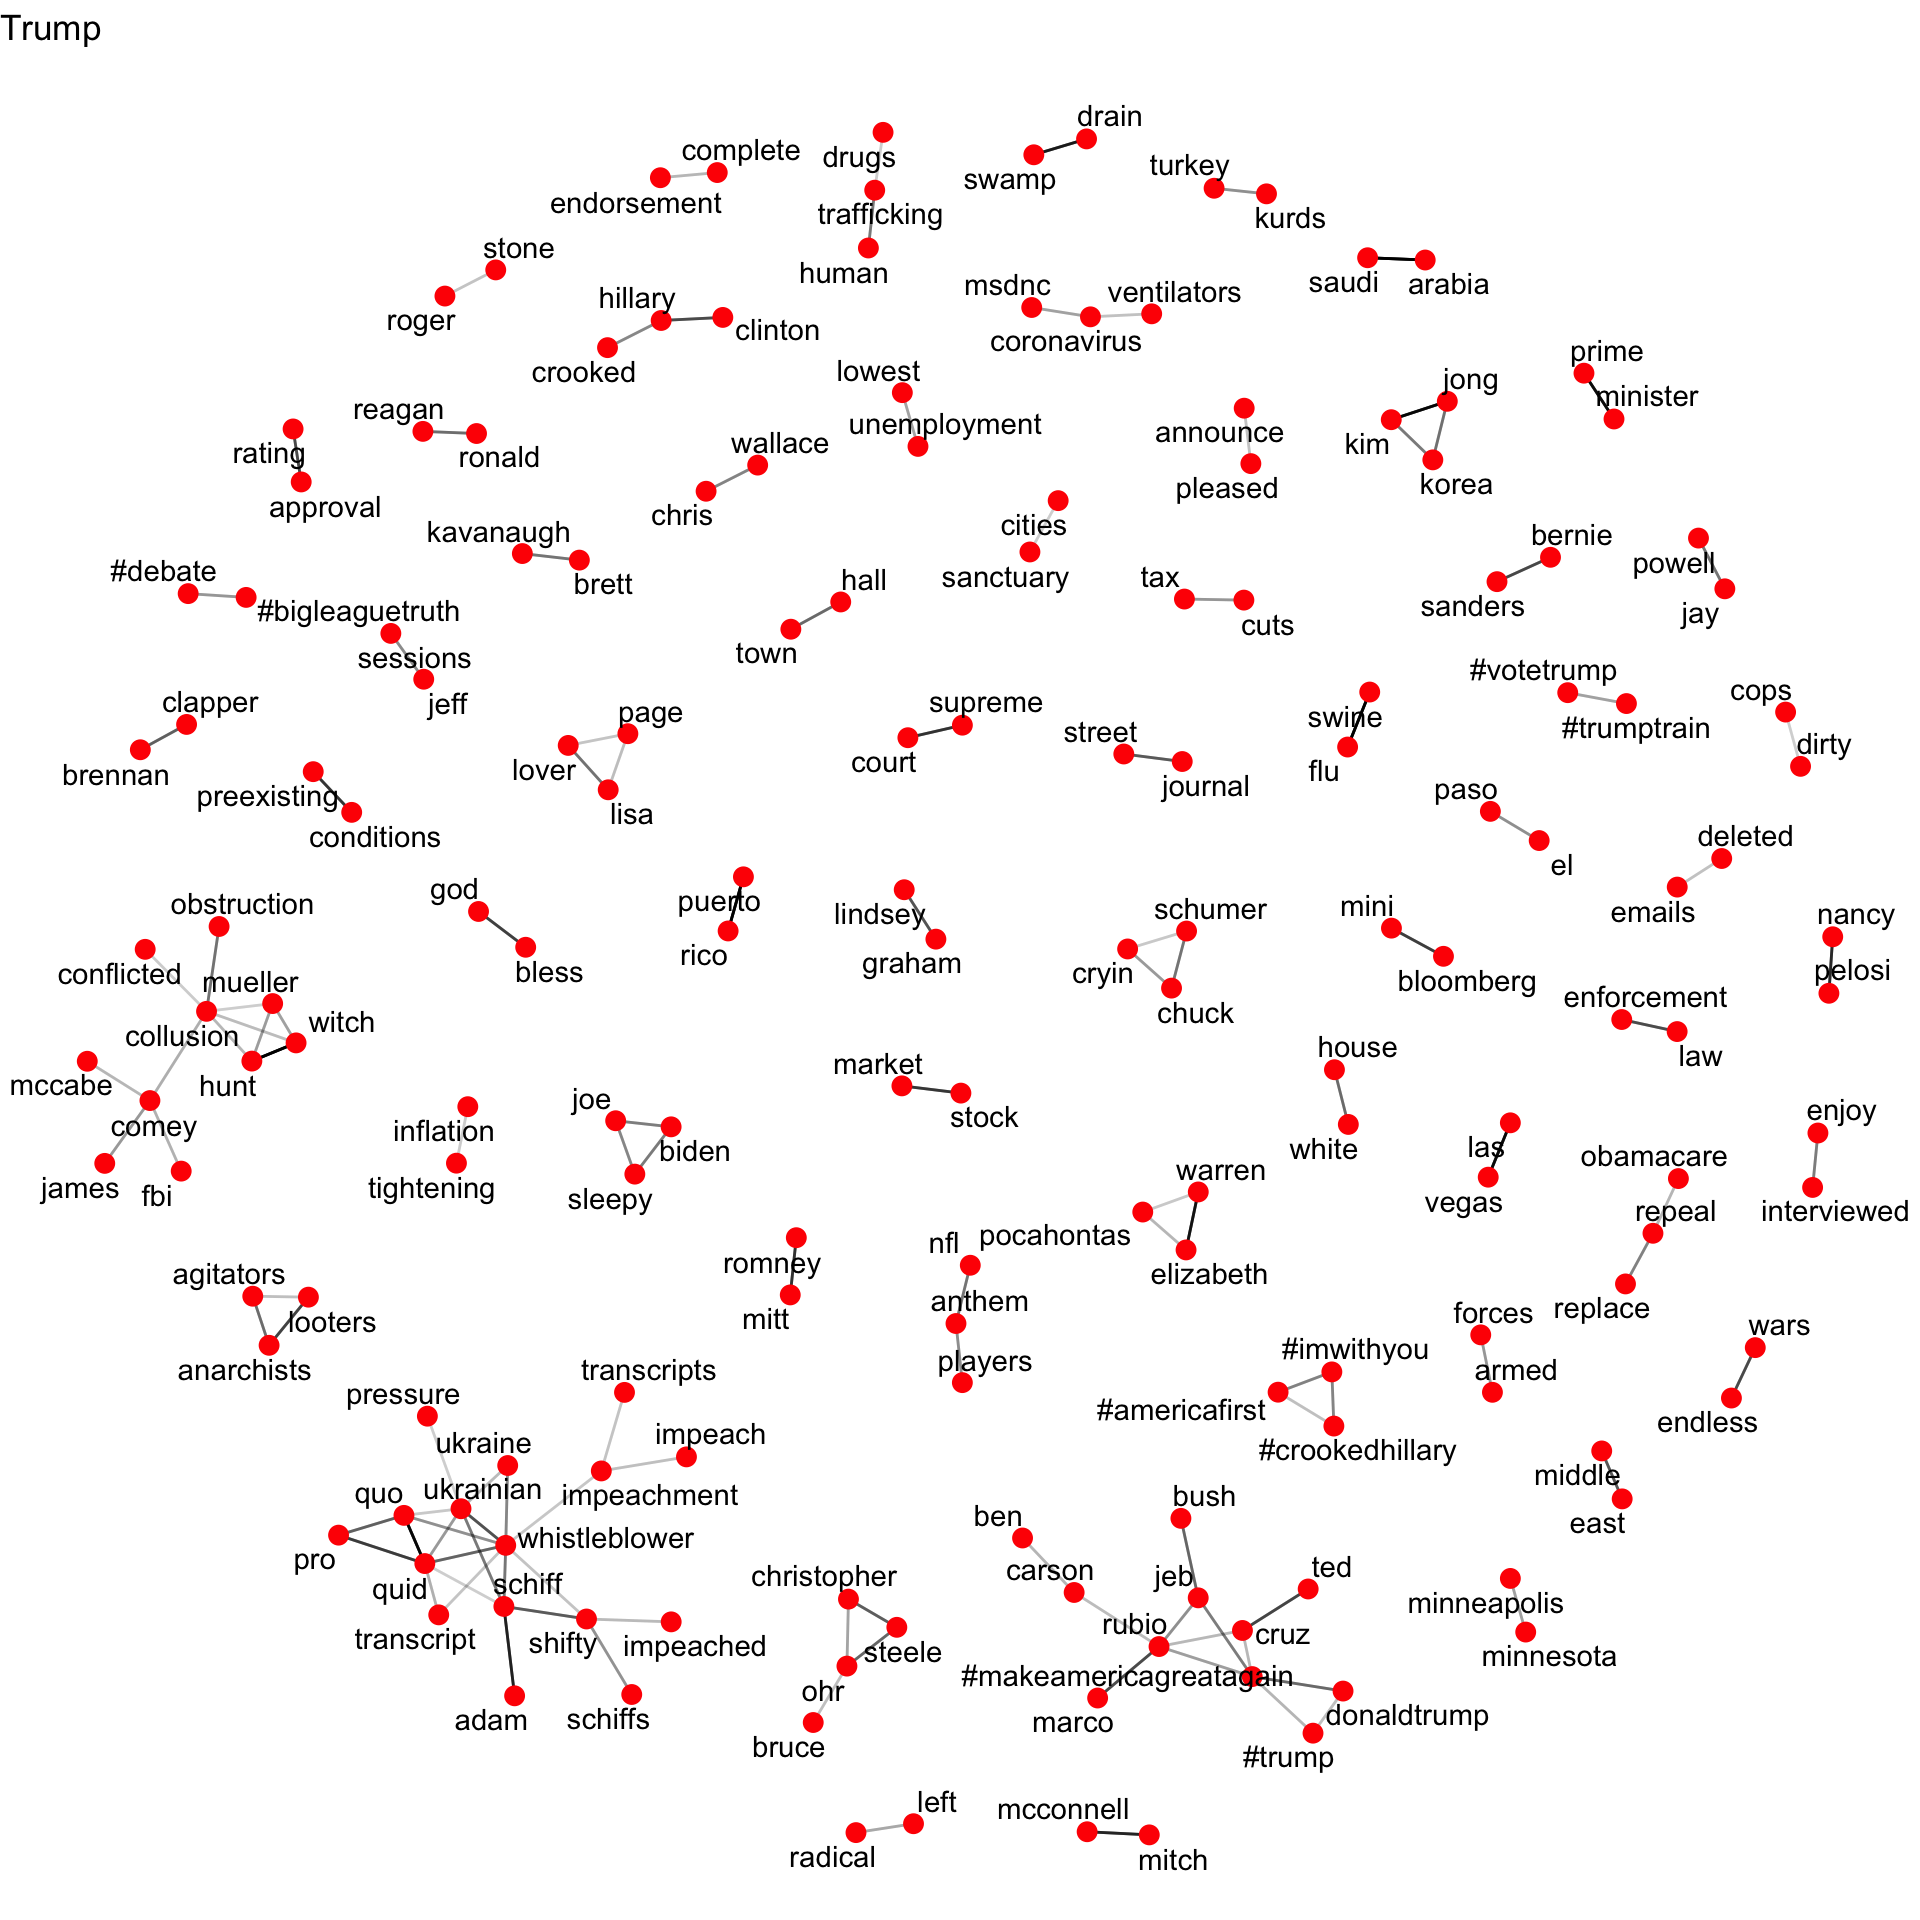 Trump
drain
complete
drugs
turkey
swamp
endorsement
trafficking
kurds
stone
human
saudi
arabia
msdnc
ventilators
hillary
roger
clinton
coronavirus
prime
crooked
lowest
jong
minister
reagan
unemployment
announce
wallace
kim
rating
ronald
korea
pleased
approval
chris
cities
kavanaugh
bernie
powell
#debate
brett
hall
sanctuary
tax
sanders
jay
#bigleaguetruth
cuts
town
sessions
#votetrump
cops
jeff
clapper
page
supreme
swine
street
#trumptrain
dirty
brennan
lover
court
flu
journal
preexisting
paso
lisa
conditions
deleted
el
god
obstruction
puerto
lindsey
schumer
mini
emails
nancy
rico
graham
bless
conflicted
cryin
bloomberg
pelosi
mueller
enforcement
chuck
witch
collusion
house
law
market
mccabe
hunt
joe
stock
enjoy
comey
inflation
biden
white
las
obamacare
warren
james
fbi
tightening
sleepy
vegas
repeal
interviewed
nfl
pocahontas
romney
agitators
elizabeth
anthem
mitt
forces
replace
looters
wars
#imwithyou
players
anarchists
transcripts
armed
pressure
#americafirst
endless
impeach
ukraine
#crookedhillary
middle
quo
ukrainian
impeachment
bush
ben
east
whistleblower
pro
carson
ted
christopher
jeb
quid
schiff
minneapolis
rubio
cruz
transcript
shifty
impeached
steele
minnesota
#makeamericagreatagain
ohr
adam
schiffs
marco
donaldtrump
bruce
#trump
left
mcconnell
radical
mitch